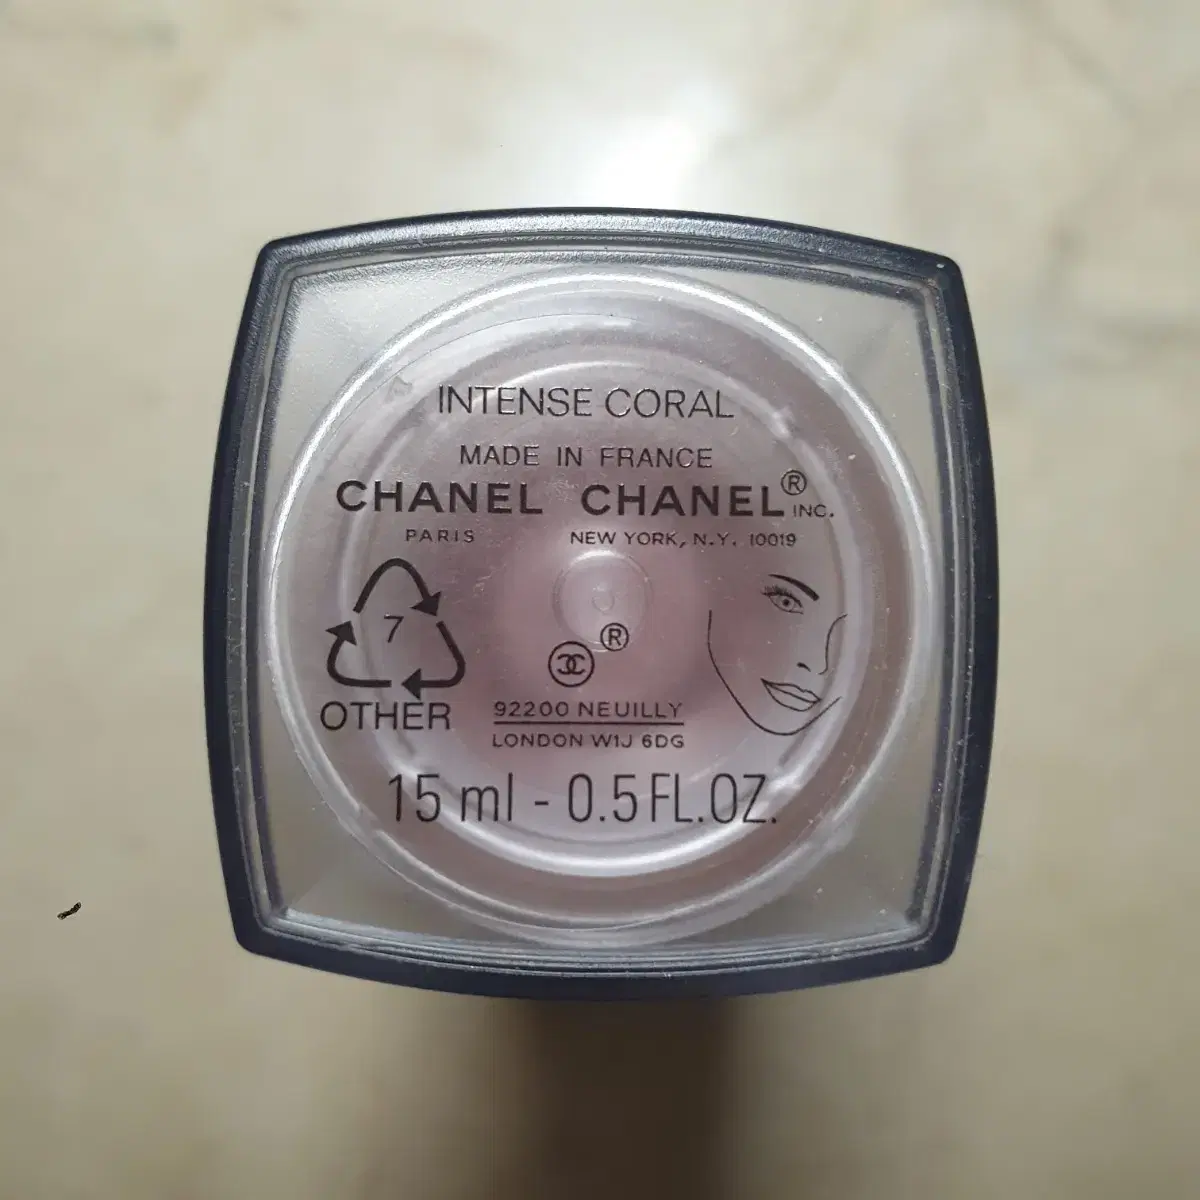 INTENSE CORAL
MADE IN FRANCE
CHANEL CHANEL® INC.
PARIS NEW YORK, N.Y. 10019
7
®
OTHER
92200 NEUILLY
LONDON W1J 6DG
15 ml - 0.5 FL.OZ.